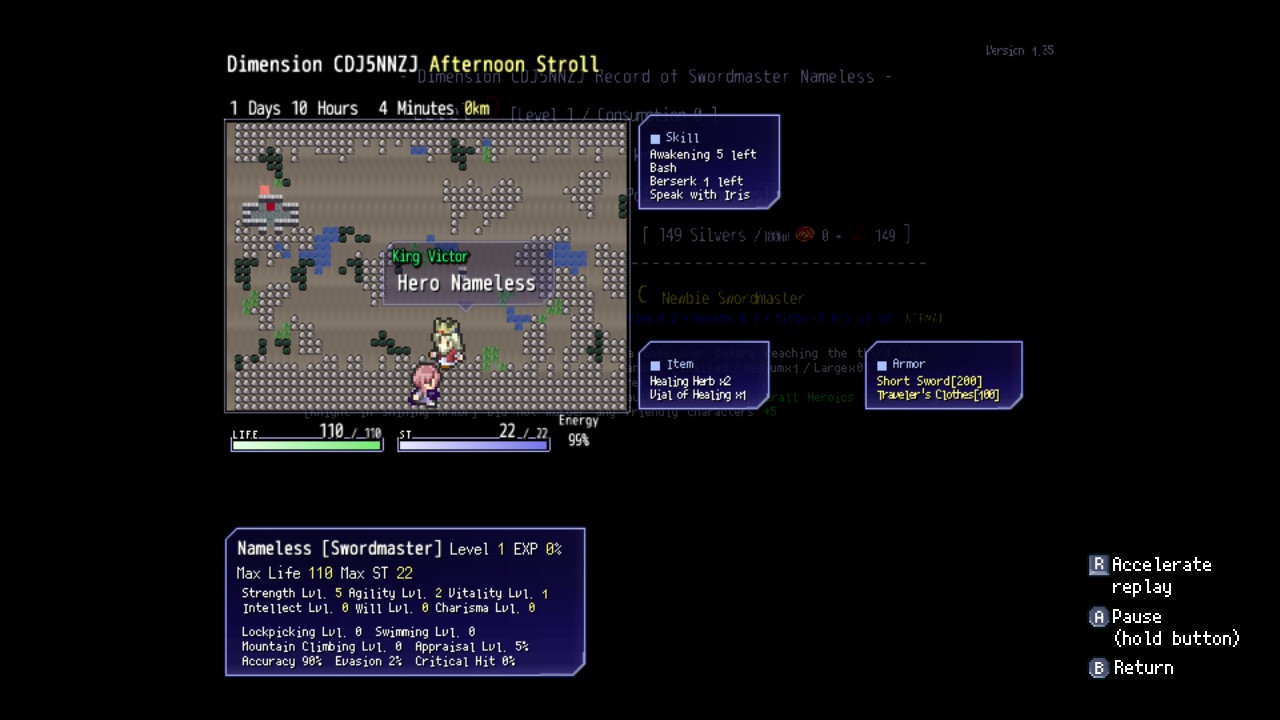 Version 1.35
Dimension CDJ5NNZJ Afternoon Stroll
- Dimension CDJ5NNZJ Record of Swordmaster Nameless -
1 Days 10 Hours 4 Minutes 0km
[Level 1 / Consumption 0 ]
Skill
Awakening 5 left
Bash
Berserk 1 left
Speak with Iris
[ 149 Silvers /100km 0 - 149 ]
King Victor
Hero Nameless
C Newbie Swordmaster
Item
Healing Herb x2
Vial of Healing x1
Armor
Short Sword[200]
Traveler's Clothes[100]
LIFE 110 / 110 ST 22 / 22
Energy
99%
Nameless [Swordmaster] Level 1 EXP 0%
Max Life 110 Max ST 22
Strength Lvl. 5 Agility Lvl. 2 Vitality Lvl. 1
Intellect Lvl. 0 Will Lvl. 0 Charisma Lvl. 0
Lockpicking Lvl. 0 Swimming Lvl. 0
Mountain Climbing Lvl. 0 Appraisal Lvl. 5%
Accuracy 90% Evasion 2% Critical Hit 0%
R Accelerate
replay
A Pause
(hold button)
B Return